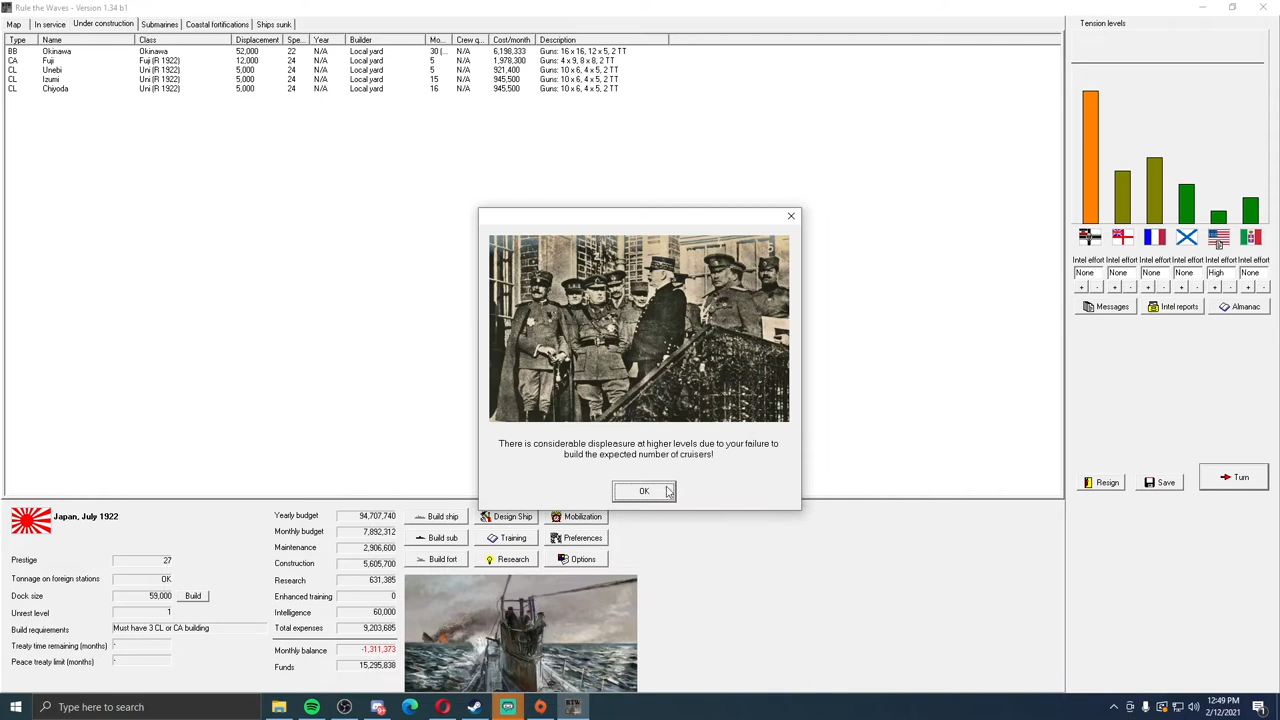 Rule the Waves - Version 1.34 b1
Map In service Under construction Submarines Coastal fortifications Ships sunk
Type Name Class Displacement Spe... Year Builder Mo... Crew q... Cost/month Description
BB Okinawa Okinawa 52,000 22 N/A Local yard 30 (... N/A 6,198,333 Guns: 16 x 16, 12 x 5, 2 TT
CA Fuji Fuji (R 1922) 12,000 24 N/A Local yard 5 N/A 1,978,300 Guns: 4 x 9, 8 x 8, 2 TT
CL Unebi Uni (R 1922) 5,000 24 N/A Local yard 5 N/A 921,400 Guns: 10 x 6, 4 x 5, 2 TT
CL Izumi Uni (R 1922) 5,000 24 N/A Local yard 15 N/A 945,500 Guns: 10 x 6, 4 x 5, 2 TT
CL Chiyoda Uni (R 1922) 5,000 24 N/A Local yard 16 N/A 945,500 Guns: 10 x 6, 4 x 5, 2 TT
Tension levels
Intel effort Intel effort Intel effort Intel effort Intel effort Intel effort
None None None None High None
+ - + - + - + - + - + -
Messages Intel reports Almanac
There is considerable displeasure at higher levels due to your failure to
build the expected number of cruisers!
OK
Resign Save Turn
Japan, July 1922
Prestige 27
Tonnage on foreign stations OK
Dock size 59,000 Build
Unrest level 1
Build requirements Must have 3 CL or CA building
Treaty time remaining (months) -
Peace treaty limit (months) -
Yearly budget 94,707,740
Monthly budget 7,892,312
Maintenance 2,906,600
Construction 5,605,700
Research 631,385
Enhanced training 0
Intelligence 60,000
Total expenses 9,203,685
Monthly balance -1,311,373
Funds 15,295,838
Build ship Design Ship Mobilization
Build sub Training Preferences
Build fort Research Options
Type here to search
RTW
12:49 PM
2/12/2021
1